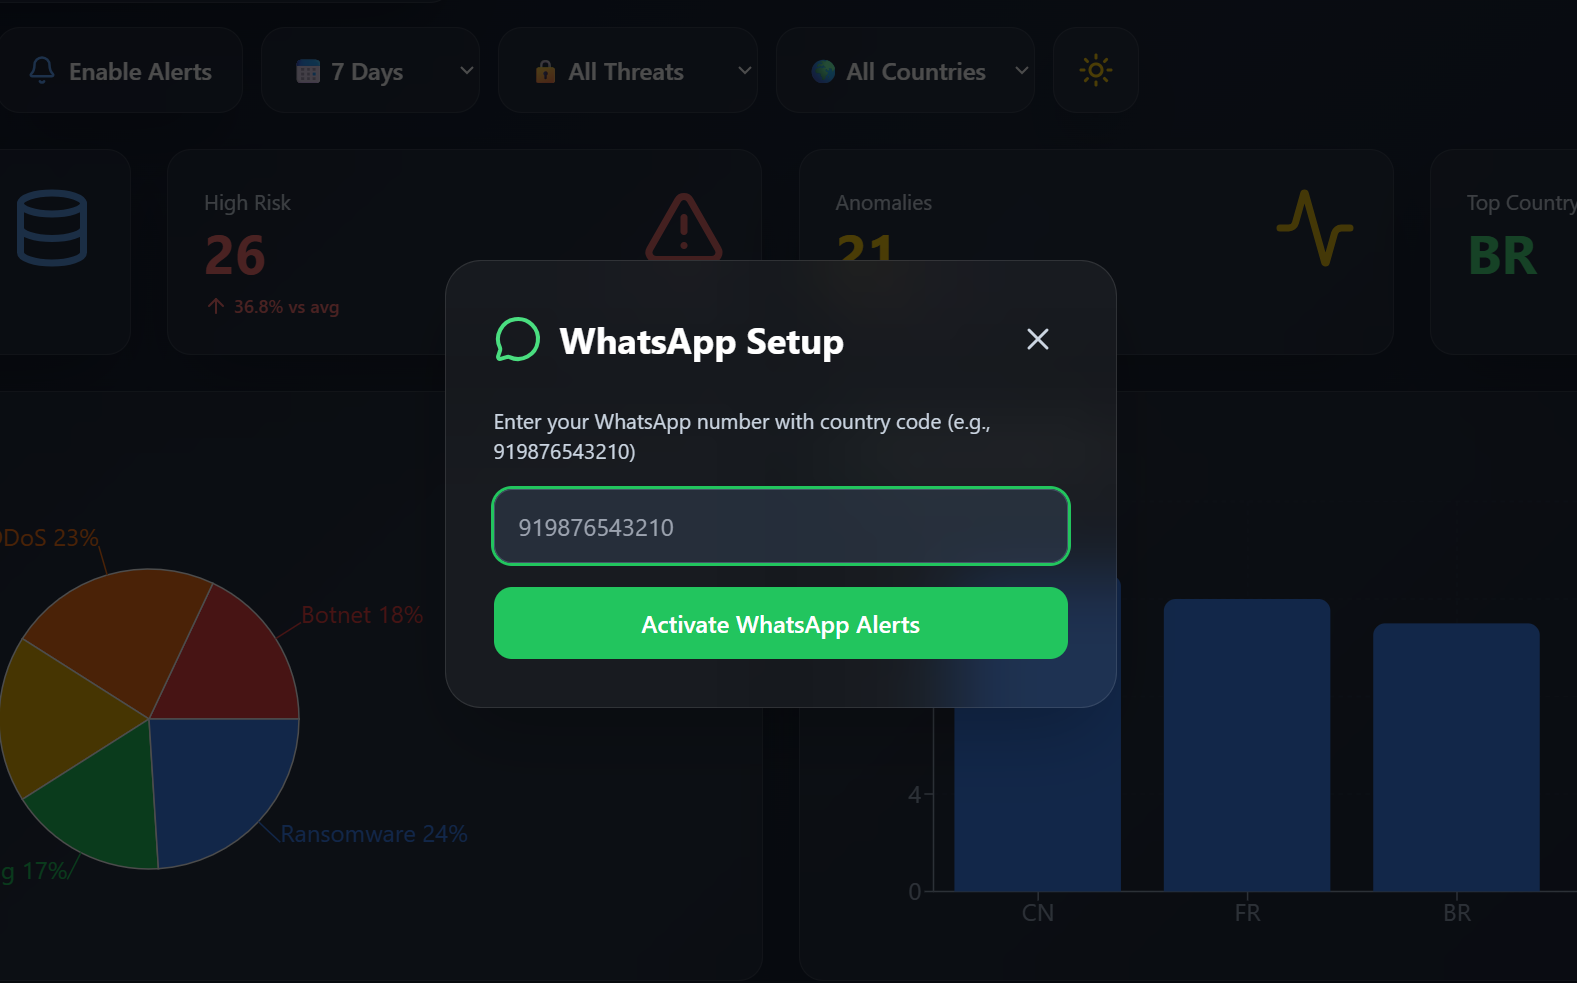 Enable Alerts
7 Days
All Threats
All Countries
High Risk
26
36.8% vs avg
Anomalies
21
Top Country
BR
WhatsApp Setup
Enter your WhatsApp number with country code (e.g.,
919876543210)
919876543210
Activate WhatsApp Alerts
DDoS 23%
Botnet 18%
Ransomware 24%
g 17%
4
0
CN
FR
BR